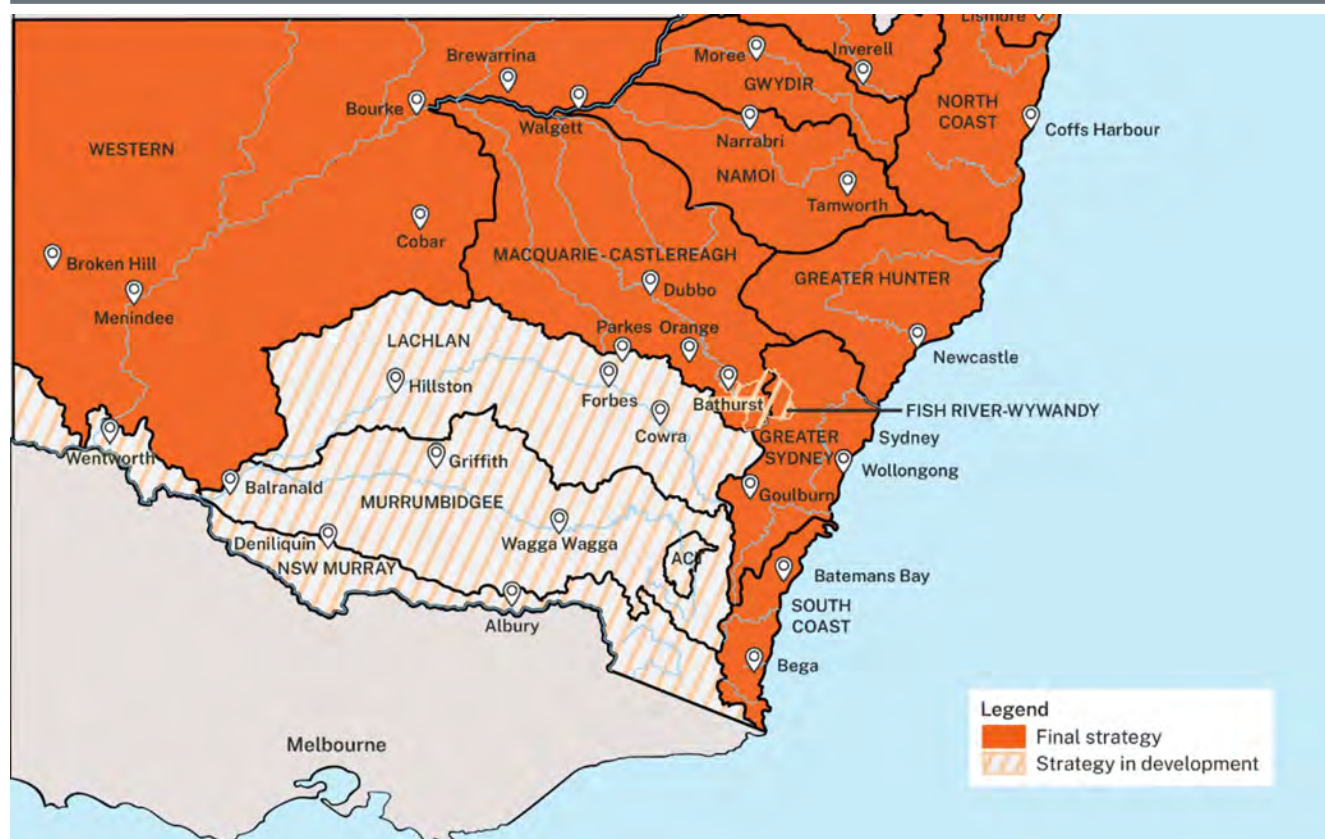 Lismore
Brewarrina
Moree
Inverell
GWYDIR
Bourke
NORTH
COAST
Walgett
Narrabri
Coffs Harbour
WESTERN
NAMOI
Tamworth
Cobar
MACQUARIE - CASTLEREAGH
Broken Hill
GREATER HUNTER
Dubbo
Menindee
Parkes
Orange
LACHLAN
Newcastle
Hillston
Forbes
Bathurst
FISH RIVER-WYWANDY
Cowra
GREATER
SYDNEY
Sydney
Wentworth
Griffith
Wollongong
Balranald
MURRUMBIDGEE
Goulburn
Deniliquin
Wagga Wagga
NSW MURRAY
ACT
Batemans Bay
Albury
SOUTH
COAST
Bega
Melbourne
Legend
Final strategy
Strategy in development